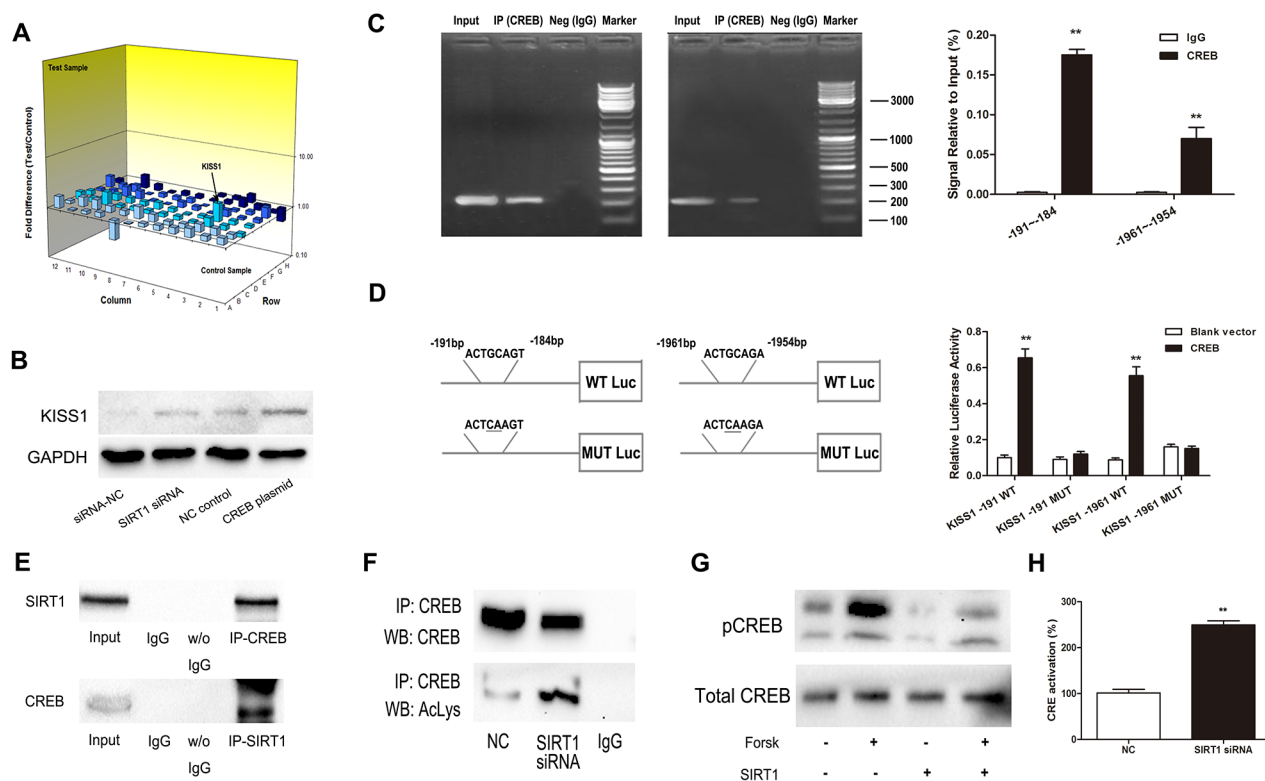 A
Test Sample
Fold Difference (Test/Control)
KISS1
10.00
1.00
0.10
Control Sample
12 11 10 9 8 7 6 5 4 3 2 1
A B C D E F G H
Column
Row
B
KISS1
GAPDH
siRNA-NC
SIRT1 siRNA
NC control
CREB plasmid
C
Input IP (CREB) Neg (IgG) Marker
Input IP (CREB) Neg (IgG) Marker
3000
1000
500
300
200
100
Signal Relative to Input (%)
0.20
0.15
0.10
0.05
0.00
IgG
CREB
**
**
-191~-184
-1961~-1954
D
-191bp
-184bp
ACTGCAGT
WT Luc
ACTCAAGT
MUT Luc
-1961bp
-1954bp
ACTGCAGA
WT Luc
ACTCAAGA
MUT Luc
Relative Luciferase Activity
0.8
0.6
0.4
0.2
0.0
Blank vector
CREB
**
**
KISS1 -191 WT
KISS1 -191 MUT
KISS1 -1961 WT
KISS1 -1961 MUT
E
SIRT1
Input IgG w/o IP-CREB
IgG
CREB
Input IgG w/o IP-SIRT1
IgG
F
IP: CREB
WB: CREB
IP: CREB
WB: AcLys
NC SIRT1 IgG
siRNA
G
pCREB
Total CREB
Forsk - + - +
SIRT1 - - + +
H
CRE activation (%)
300
200
100
0
**
NC
SIRT1 siRNA